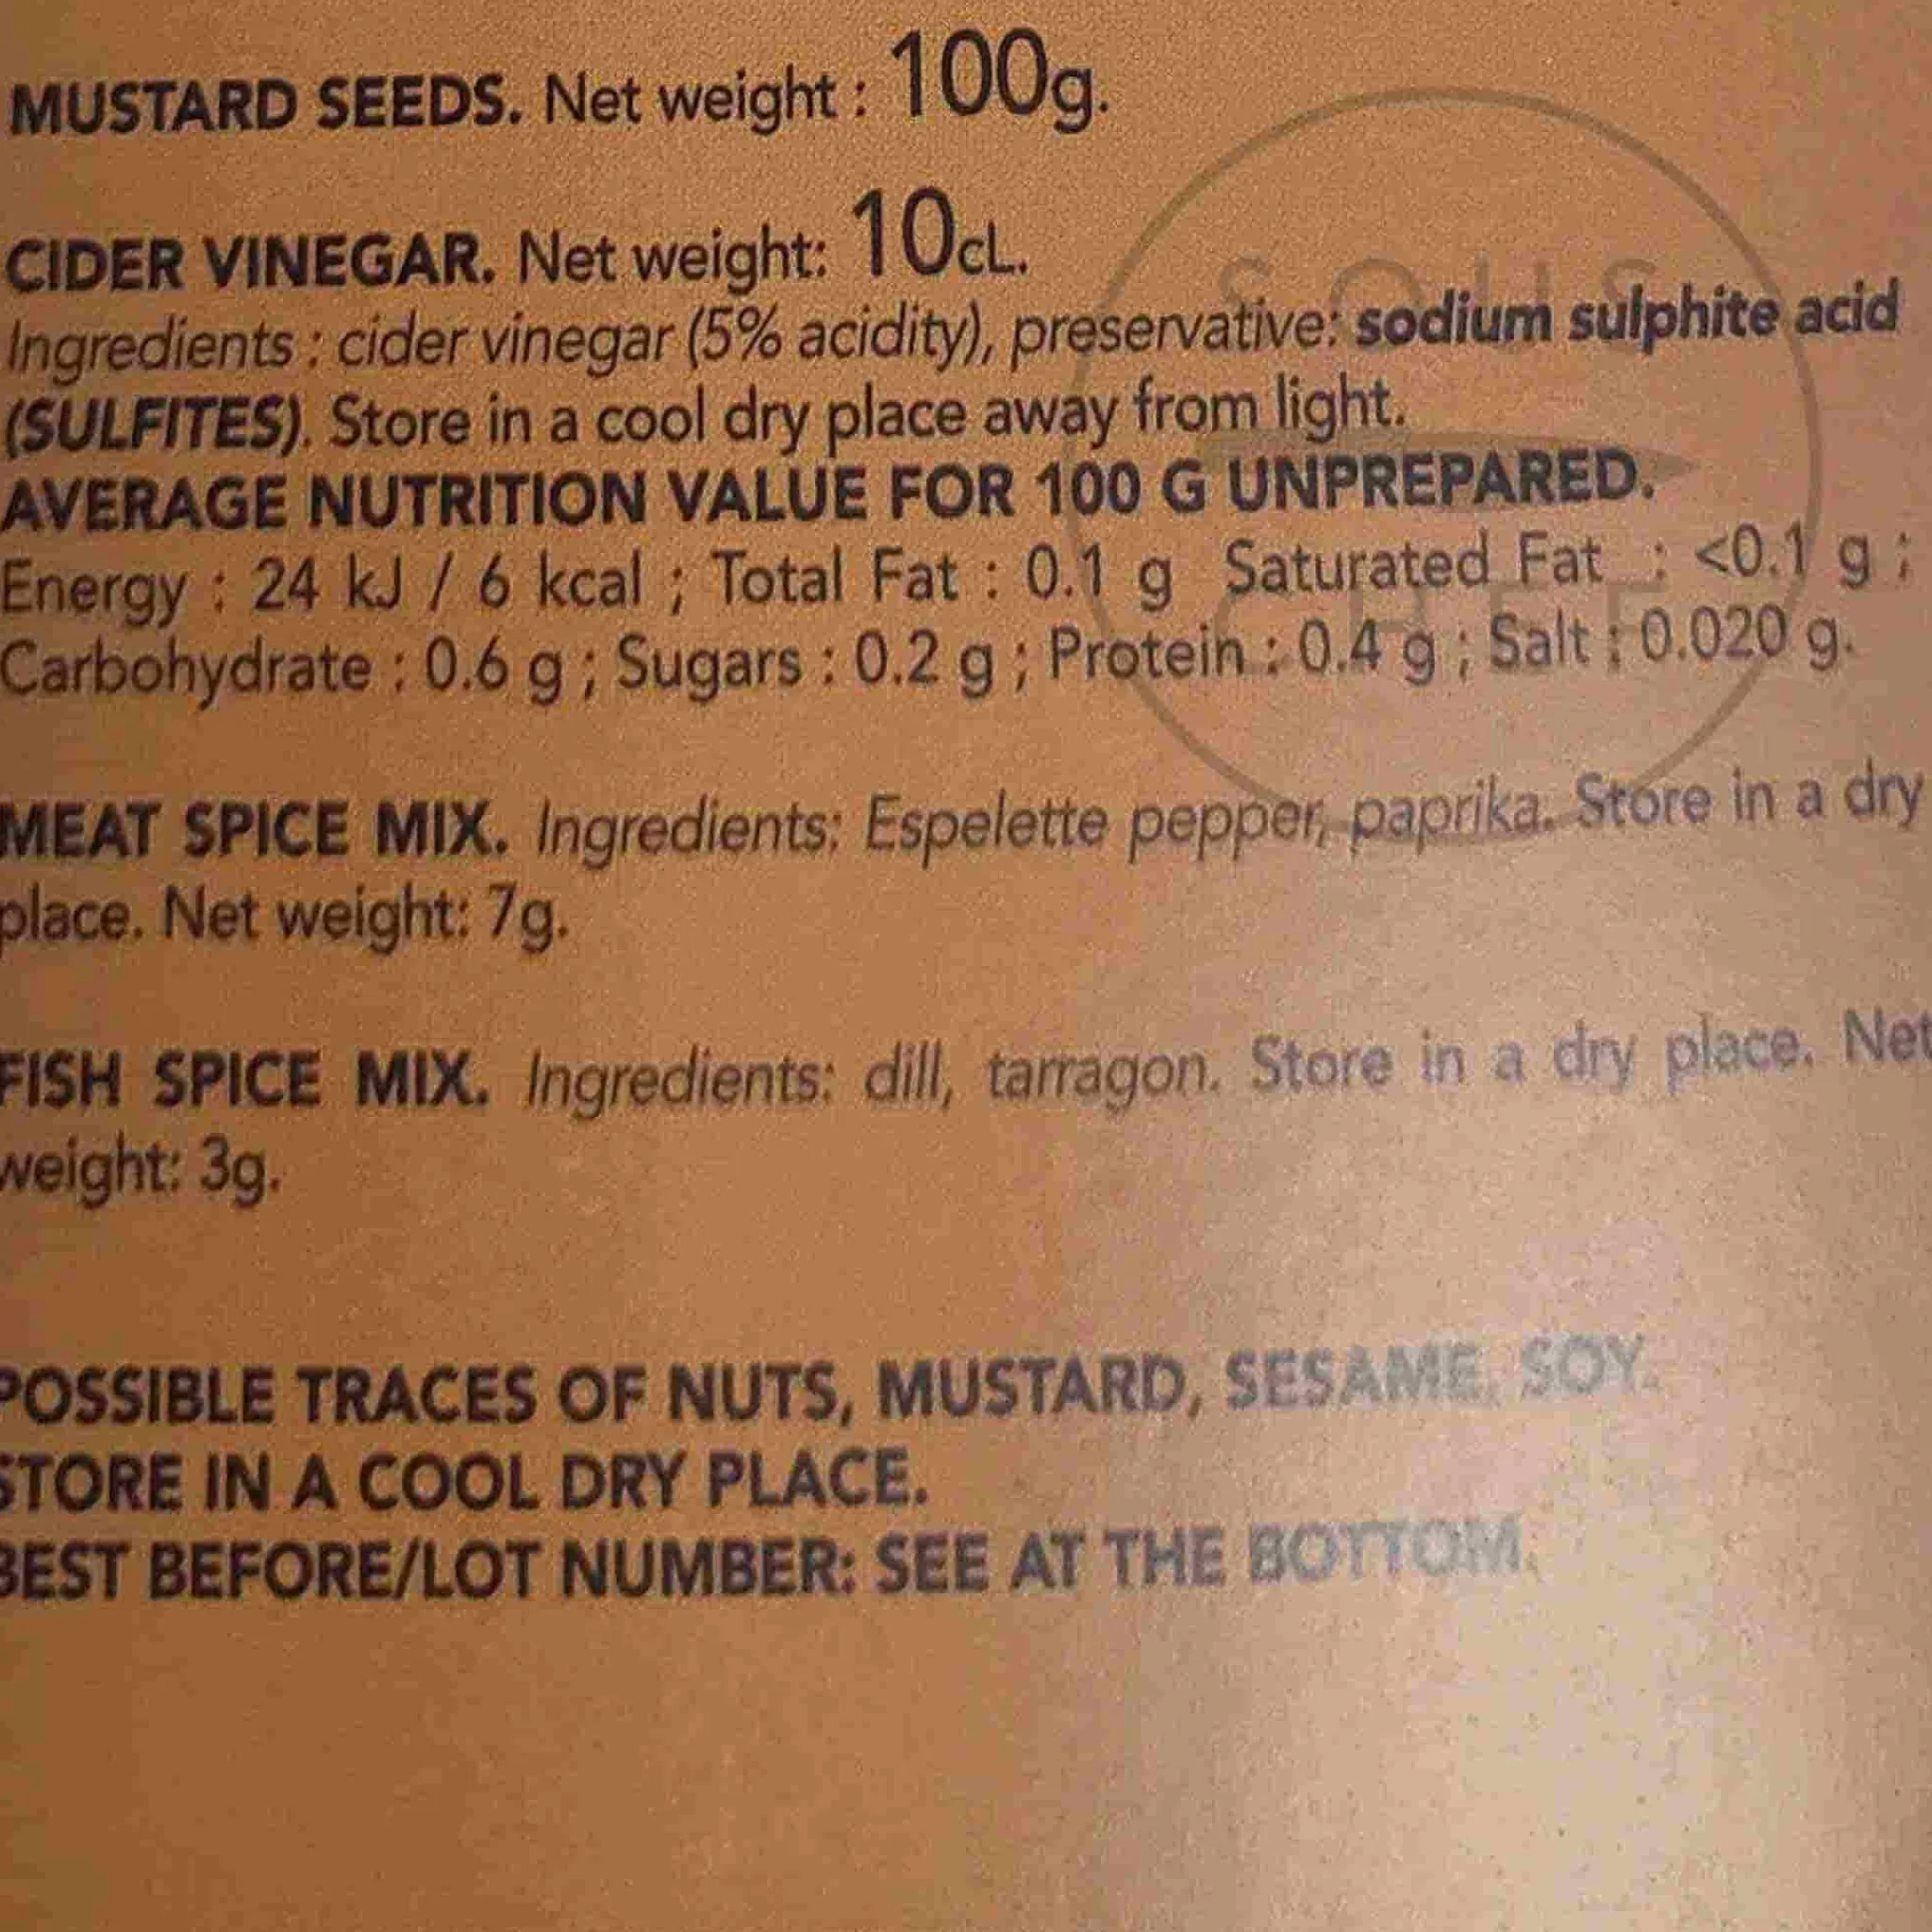 MUSTARD SEEDS. Net weight : 100g.
CIDER VINEGAR. Net weight: 10cL.
SOUS
Ingredients : cider vinegar (5% acidity), preservative: sodium sulphite acid
(SULFITES). Store in a cool dry place away from light.
AVERAGE NUTRITION VALUE FOR 100 G UNPREPARED.
Energy : 24 kJ / 6 kcal ; Total Fat : 0.1 g Saturated Fat : <0.1 g ;
CHEF
Carbohydrate : 0.6 g ; Sugars : 0.2 g ; Protein : 0.4 g ; Salt : 0.020 g.
MEAT SPICE MIX. Ingredients: Espelette pepper, paprika. Store in a dry
place. Net weight: 7g.
FISH SPICE MIX. Ingredients: dill, tarragon. Store in a dry place. Net
weight: 3g.
POSSIBLE TRACES OF NUTS, MUSTARD, SESAME, SOY.
STORE IN A COOL DRY PLACE.
BEST BEFORE/LOT NUMBER: SEE AT THE BOTTOM.